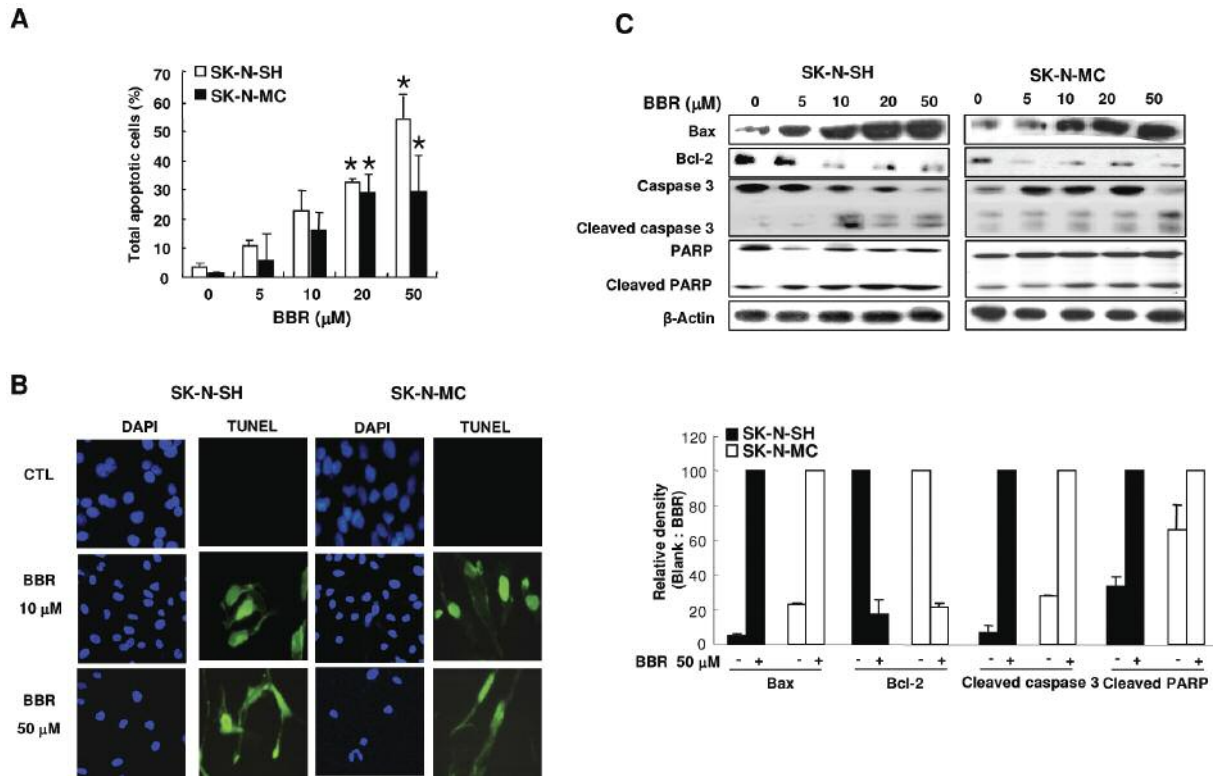 A
70
60
50
40
30
20
10
0
Total apoptotic cells (%)
SK-N-SH
SK-N-MC
* * * *
0 5 10 20 50
BBR (μM)
B
SK-N-SH SK-N-MC
DAPI TUNEL DAPI TUNEL
CTL
BBR
10 μM
BBR
50 μM
C
SK-N-SH SK-N-MC
BBR (μM) 0 5 10 20 50 0 5 10 20 50
Bax
Bcl-2
Caspase 3
Cleaved caspase 3
PARP
Cleaved PARP
β-Actin
120
100
80
60
40
20
0
Relative density
(Blank : BBR)
SK-N-SH
SK-N-MC
BBR 50 μM - + - + - + - + - + - + - + - +
Bax Bcl-2 Cleaved caspase 3 Cleaved PARP